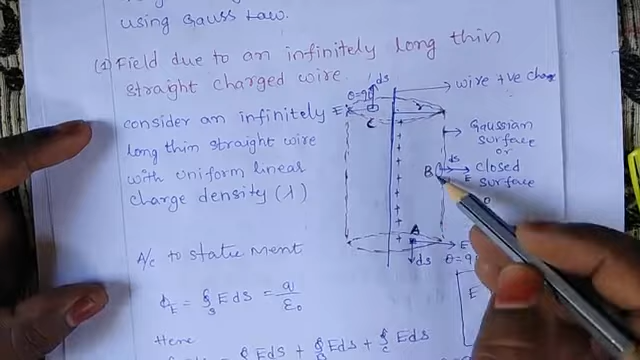 using Gauss Law.
(1) Field due to an infinitely long thin
straight charged wire.
consider an infinitely
long thin straight wire
with uniform linear
charge density (λ)
A/c to statement
ϕE = ∮S E ds = q/ε0
Here
∮ E ds + ∮B E ds + ∮C E ds
ds
θ=90
E
C
r
wire +ve charge
Gaussian
surface
or
closed
surface
B
ds
E
A
E
θ=9
ds
E